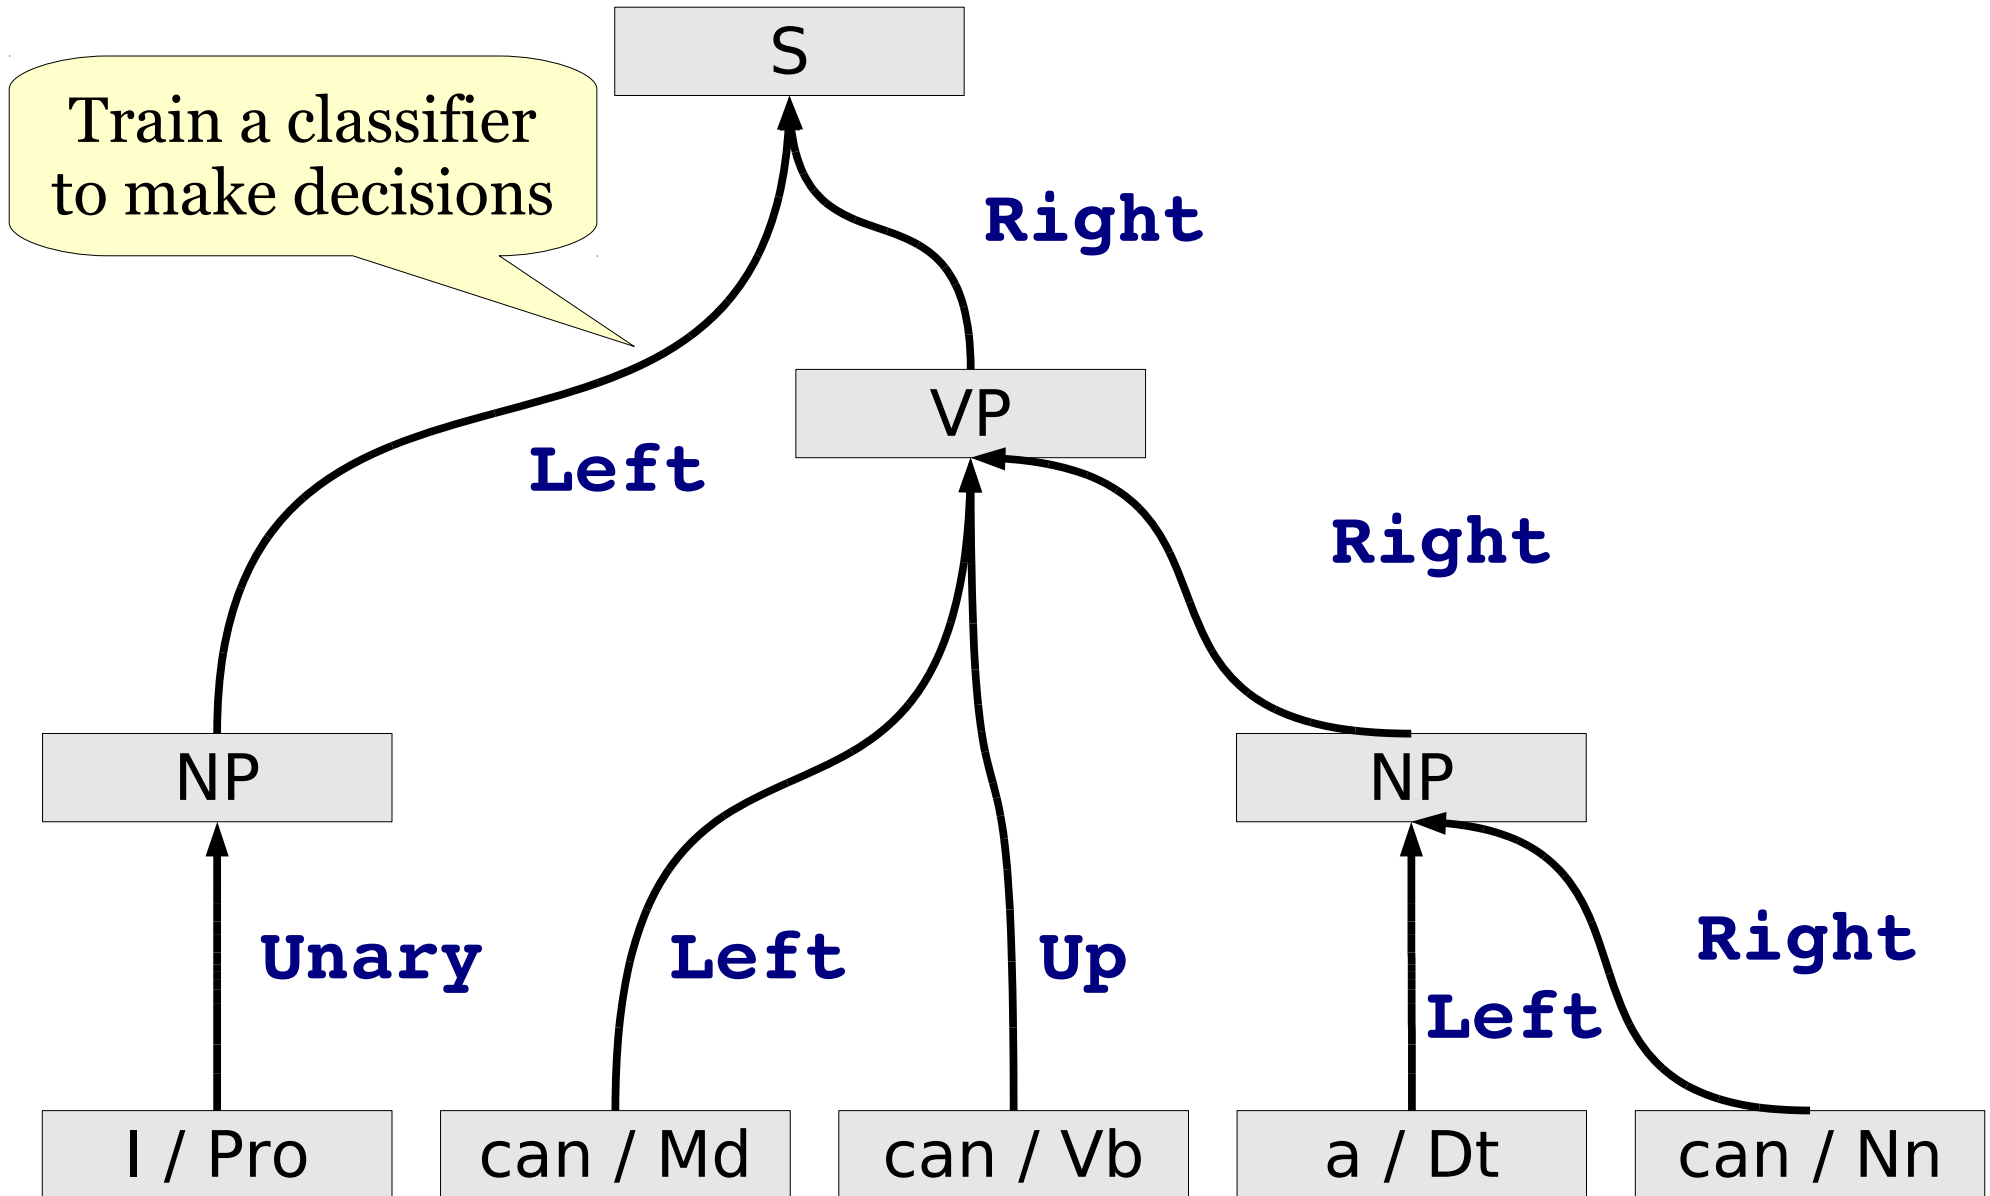 S
Train a classifier
to make decisions
Right
VP
Left
Right
NP
NP
Unary
Left
Up
Right
Left
I / Pro
can / Md
can / Vb
a / Dt
can / Nn